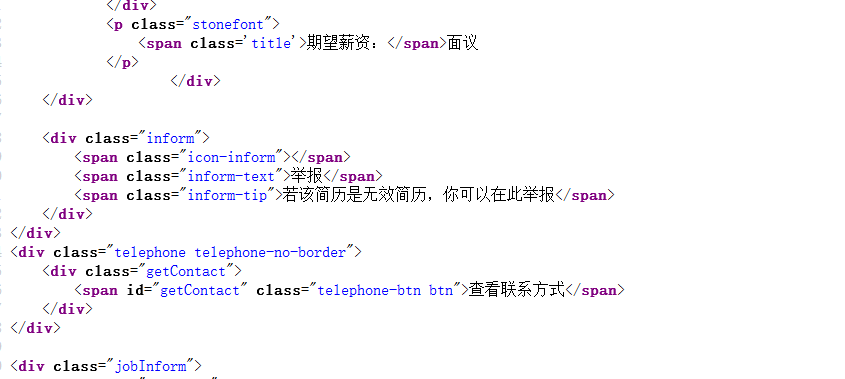 </div>
<p class="stonefont">
<span class='title'>期望薪资：</span>面议
</p>
</div>
</div>
<div class="inform">
<span class="icon-inform"></span>
<span class="inform-text">举报</span>
<span class="inform-tip">若该简历是无效简历，你可以在此举报</span>
</div>
</div>
<div class="telephone telephone-no-border">
<div class="getContact">
<span id="getContact" class="telephone-btn btn">查看联系方式</span>
</div>
</div>
<div class="jobInform">